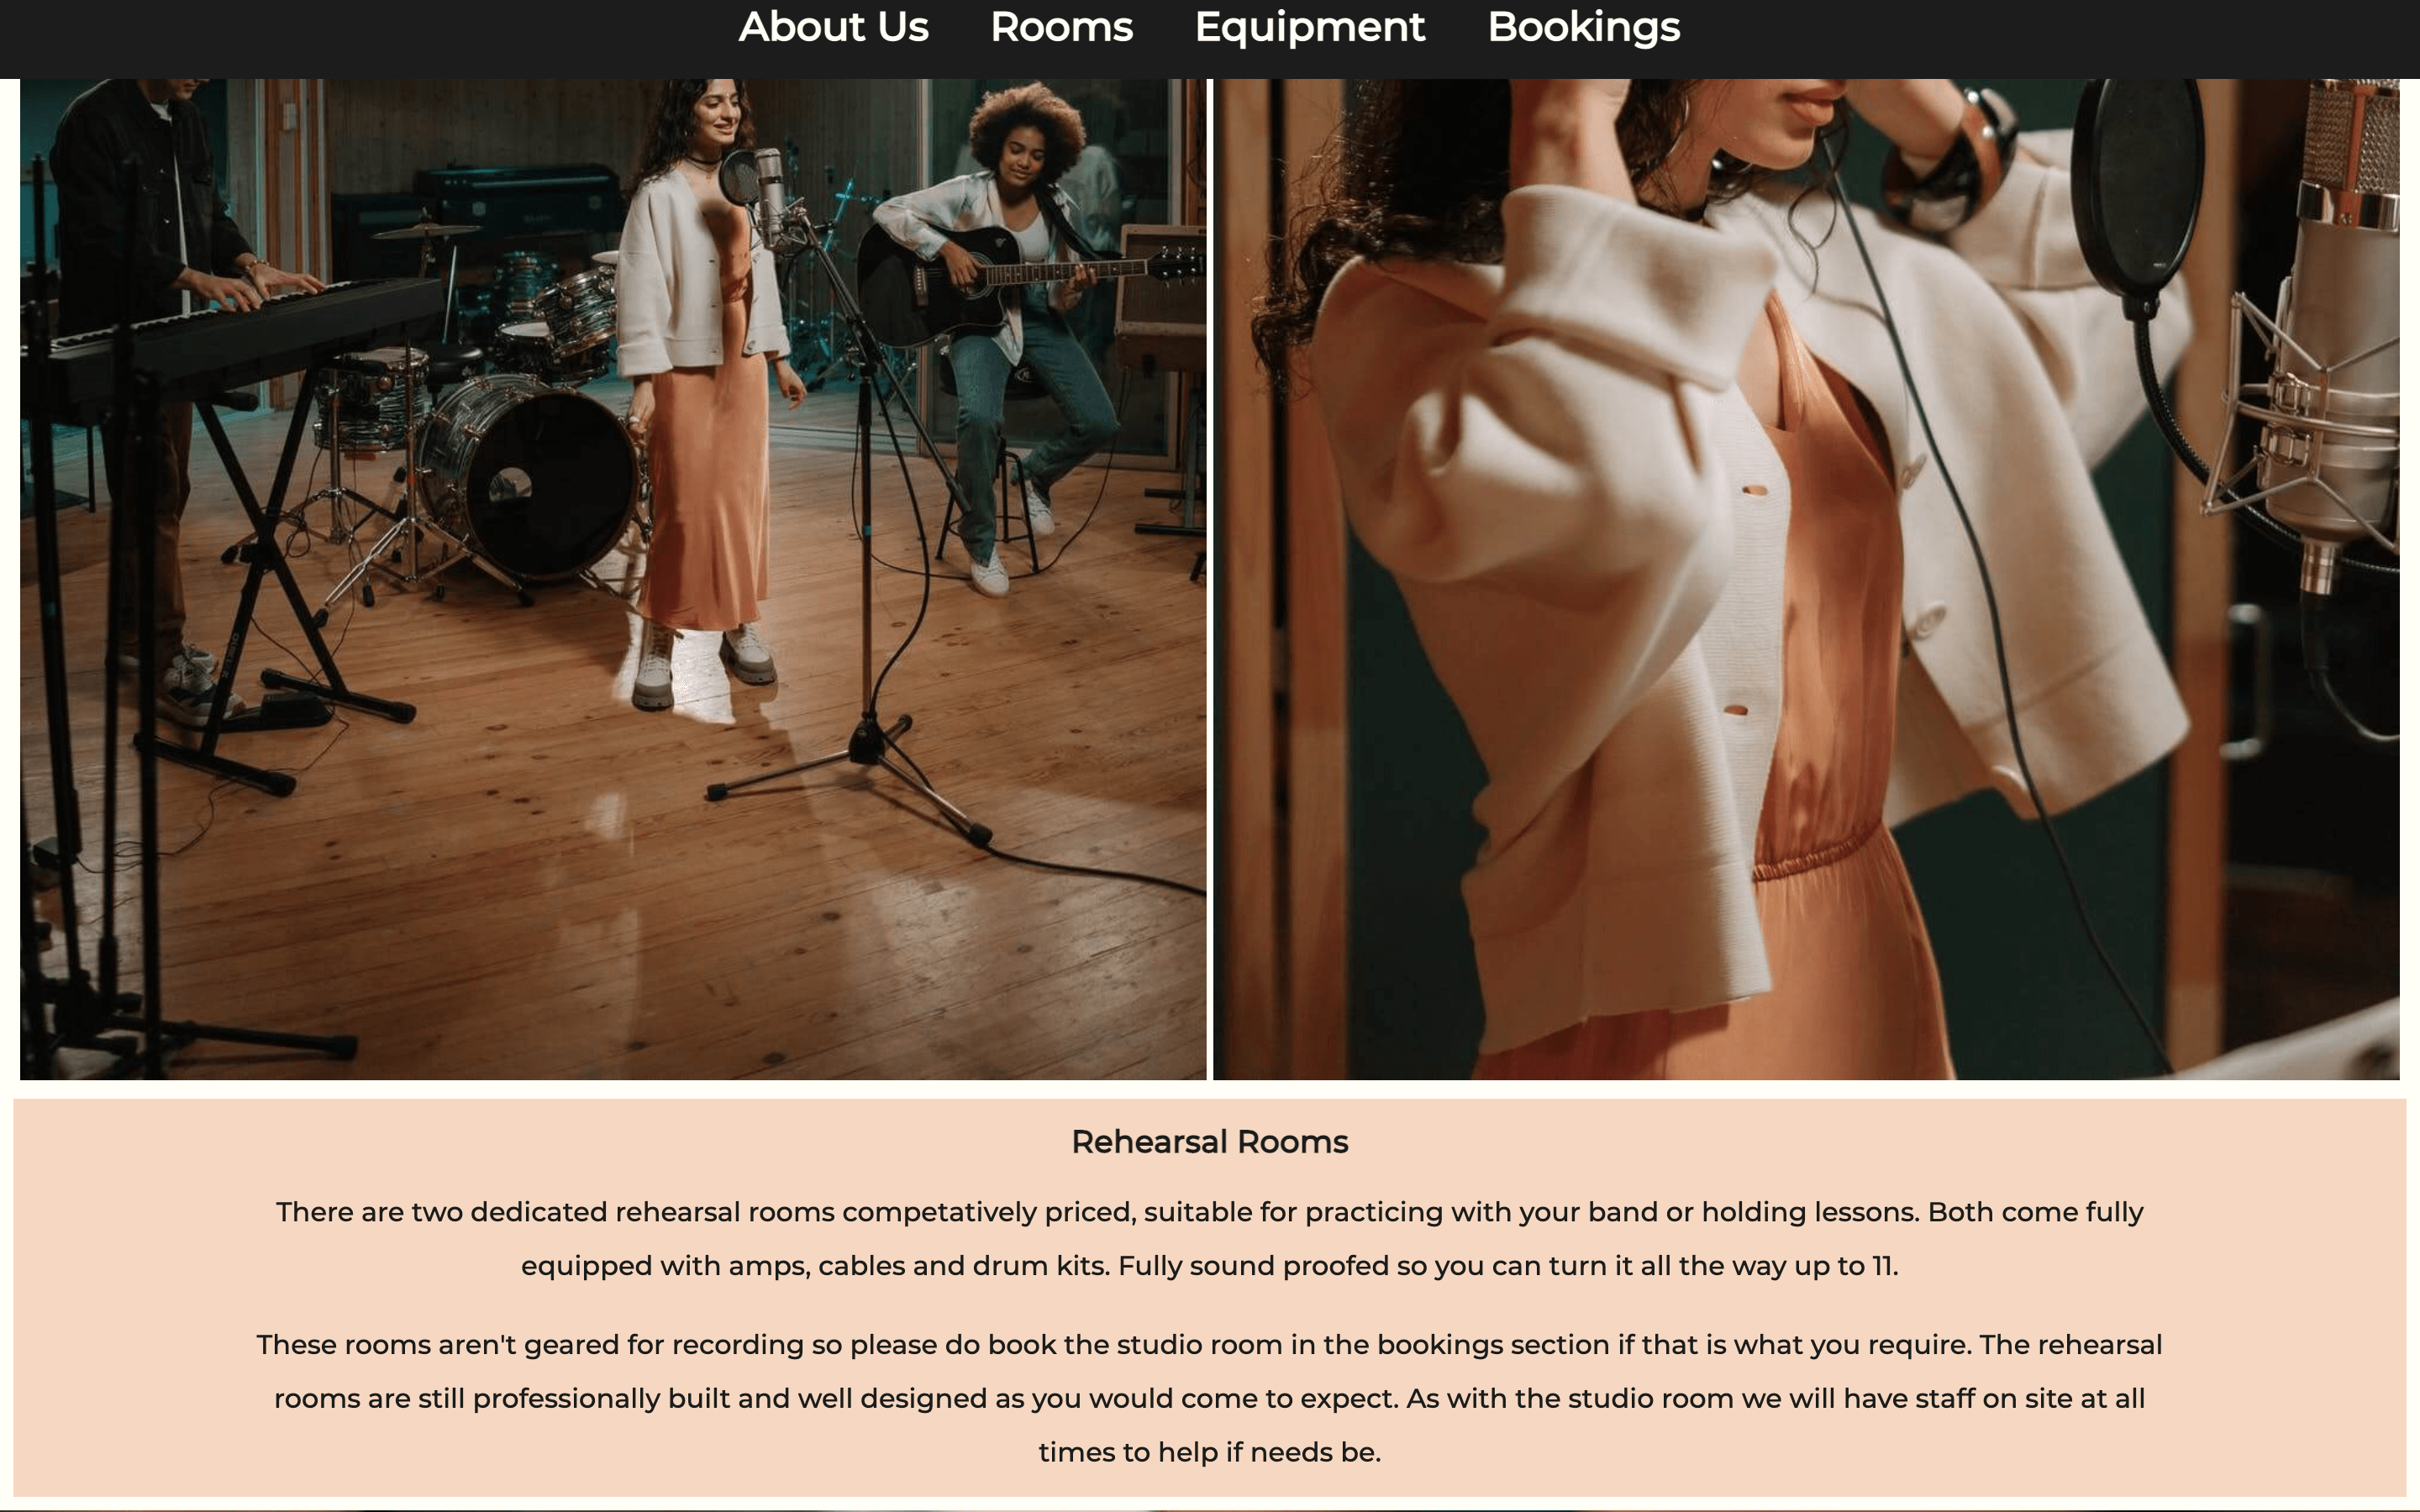 About Us Rooms Equipment Bookings
Rehearsal Rooms
There are two dedicated rehearsal rooms competatively priced, suitable for practicing with your band or holding lessons. Both come fully
equipped with amps, cables and drum kits. Fully sound proofed so you can turn it all the way up to 11.
These rooms aren't geared for recording so please do book the studio room in the bookings section if that is what you require. The rehearsal
rooms are still professionally built and well designed as you would come to expect. As with the studio room we will have staff on site at all
times to help if needs be.